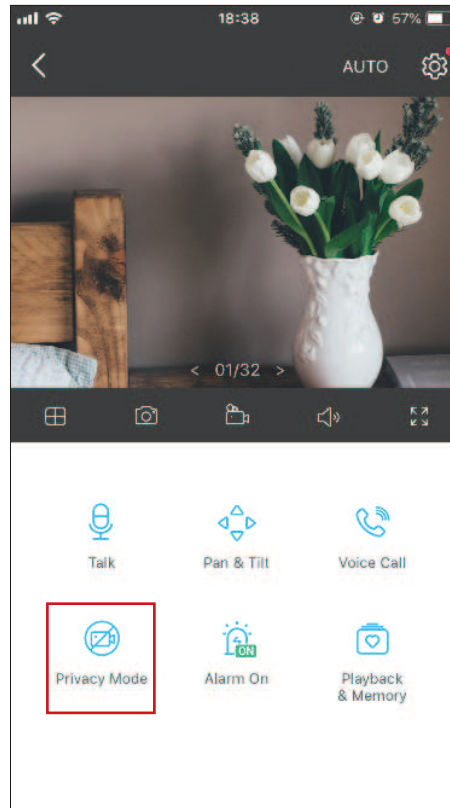 18:38
57%
AUTO
< 01/32 >
Talk
Pan & Tilt
Voice Call
ON
Privacy Mode
Alarm On
Playback
& Memory